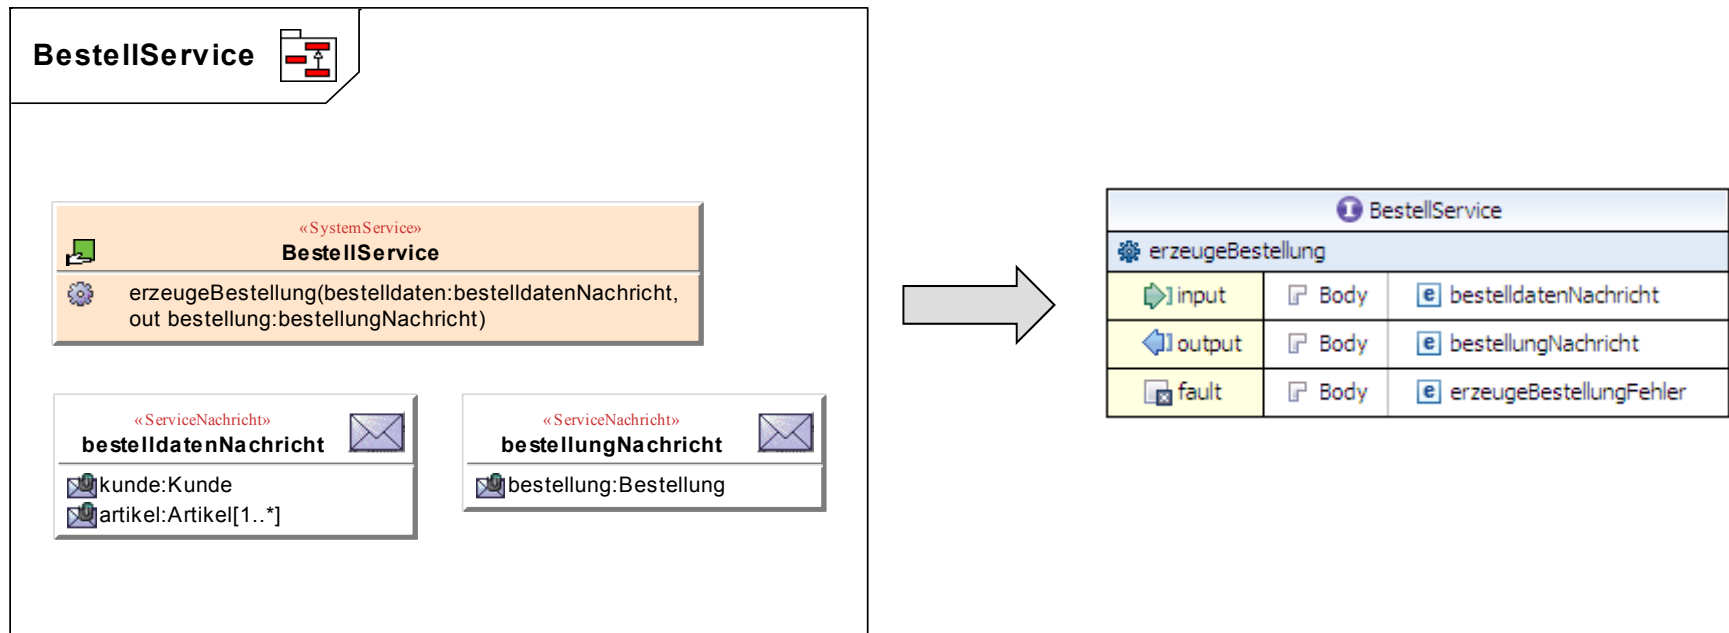 BestellService
«SystemService»
BestellService
erzeugeBestellung(bestelldaten:bestelldatenNachricht,
out bestellung:bestellungNachricht)
«ServiceNachricht»
bestelldatenNachricht
kunde:Kunde
artikel:Artikel[1..*]
«ServiceNachricht»
bestellungNachricht
bestellung:Bestellung
BestellService
erzeugeBestellung
input Body bestelldatenNachricht
output Body bestellungNachricht
fault Body erzeugeBestellungFehler